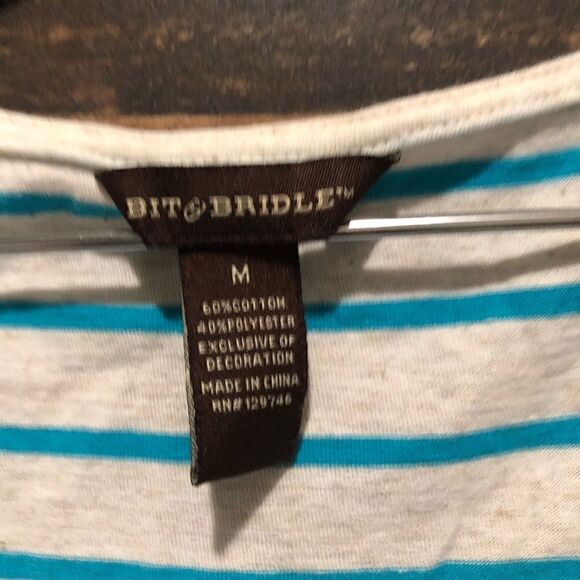 BIT & BRIDLE™
M
60% COTTON
40% POLYESTER
EXCLUSIVE OF
DECORATION
MADE IN CHINA
RN# 129746